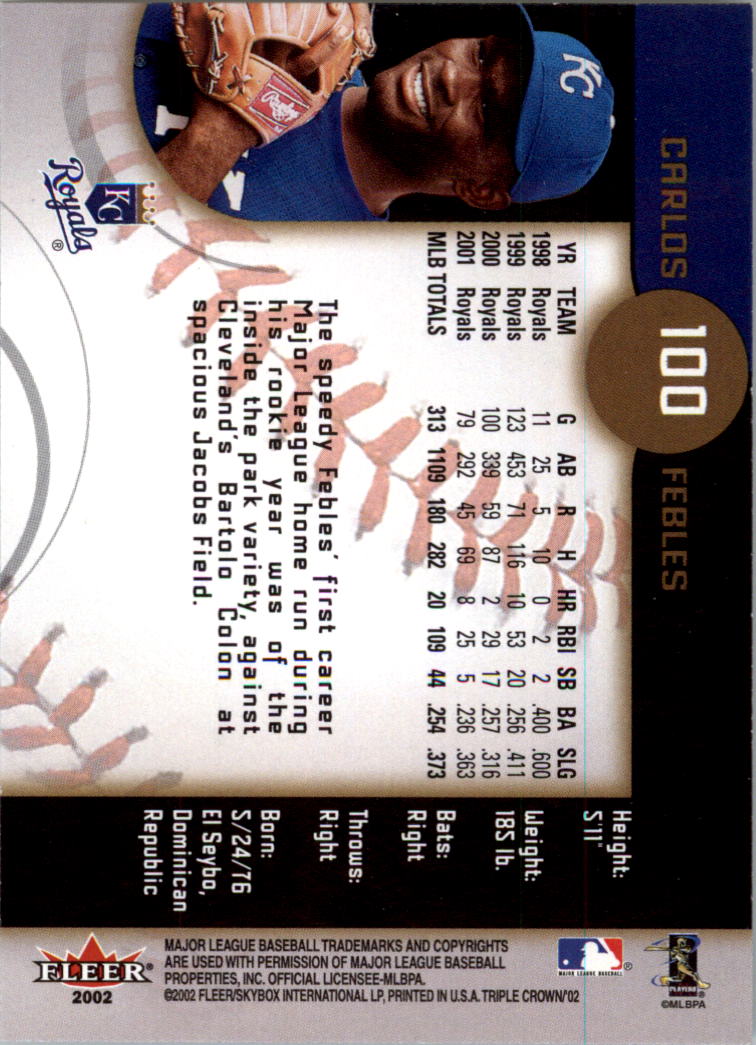 CARLOS 100 FEBLES
KC
Rawlings
KC
Royals®
YR TEAM G AB R H HR RBI SB BA SLG
1998 Royals 11 25 5 10 0 2 2 .400 .600
1999 Royals 123 453 71 116 10 53 20 .256 .411
2000 Royals 100 339 59 87 2 29 17 .257 .316
2001 Royals 79 292 45 69 8 25 5 .236 .363
MLB TOTALS 313 1109 180 282 20 109 44 .254 .373
The speedy Febles' first career
Major League home run during
his rookie year was of the
inside the park variety, against
Cleveland's Bartolo Colon at
spacious Jacobs Field.
Height:
5'11"
Weight:
185 lb.
Bats:
Right
Throws:
Right
Born:
5/24/76
El Seybo,
Dominican
Republic
PLAYERS
©MLBPA
MAJOR LEAGUE BASEBALL®
MAJOR LEAGUE BASEBALL TRADEMARKS AND COPYRIGHTS
ARE USED WITH PERMISSION OF MAJOR LEAGUE BASEBALL
PROPERTIES, INC. OFFICIAL LICENSEE-MLBPA.
©2002 FLEER/SKYBOX INTERNATIONAL LP, PRINTED IN U.S.A. TRIPLE CROWN/'02
FLEER®
2002